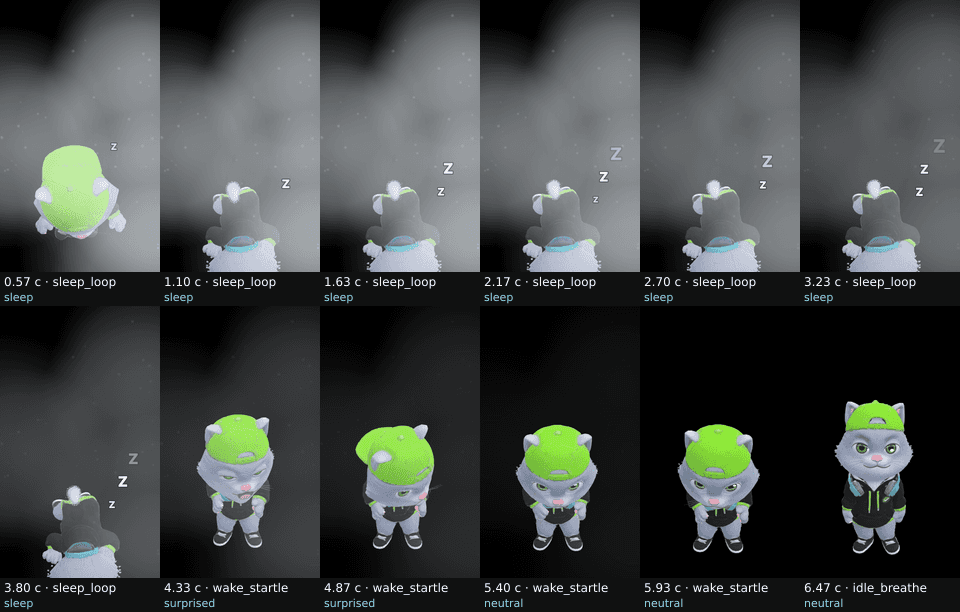 z
z
z
z
z
z
z
z
z
z
z
z
0.57 c · sleep_loop
sleep
1.10 c · sleep_loop
sleep
1.63 c · sleep_loop
sleep
2.17 c · sleep_loop
sleep
2.70 c · sleep_loop
sleep
3.23 c · sleep_loop
sleep
z
z
z
3.80 c · sleep_loop
sleep
4.33 c · wake_startle
surprised
4.87 c · wake_startle
surprised
5.40 c · wake_startle
neutral
5.93 c · wake_startle
neutral
6.47 c · idle_breathe
neutral